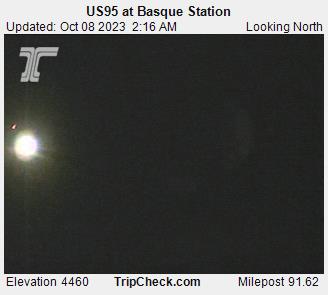 US95 at Basque Station
Updated: Oct 08 2023 2:16 AM Looking North
Elevation 4460 TripCheck.com Milepost 91.62